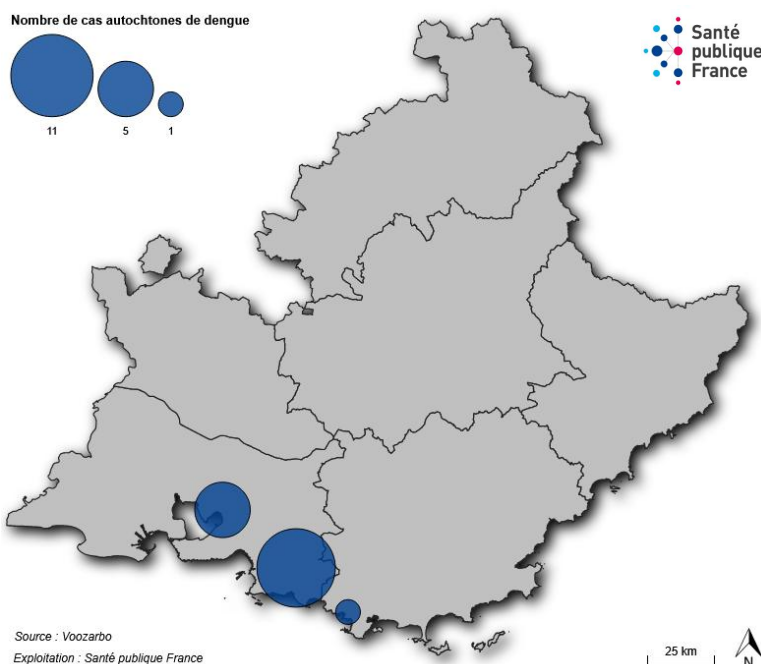 Nombre de cas autochtones de dengue
11 5 1
Santé
publique
France
Source : Voozarbo
Exploitation : Santé publique France
25 km
N